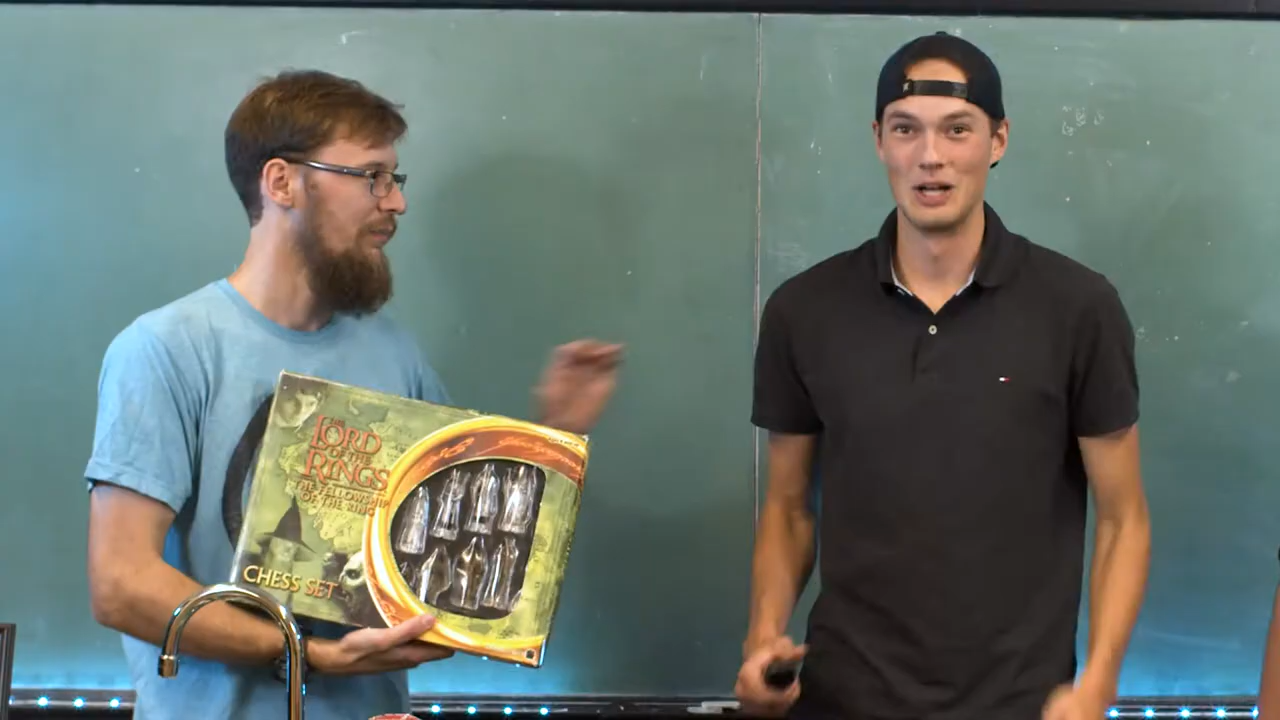 THE
LORD
OF THE
RINGS
THE FELLOWSHIP
OF THE RING
CHESS SET